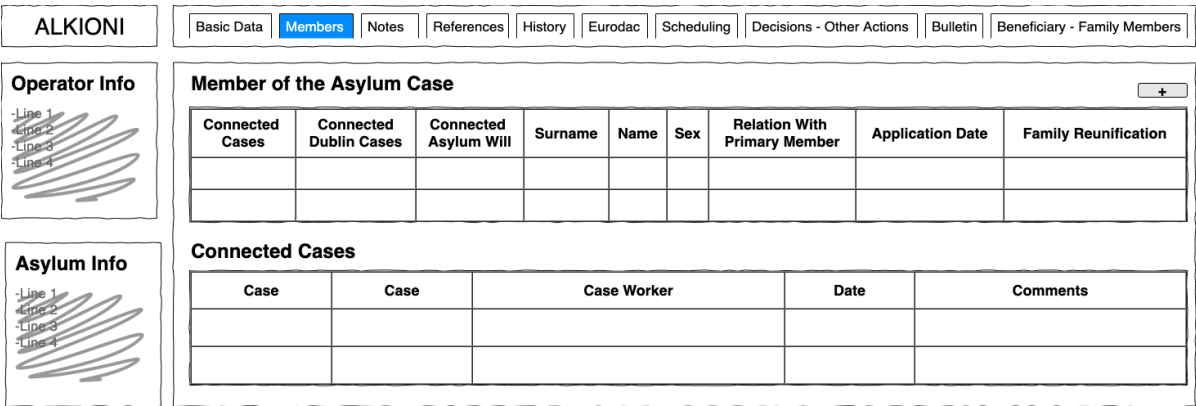 ALKIONI
Basic Data Members Notes References History Eurodac Scheduling Decisions - Other Actions Bulletin Beneficiary - Family Members
Operator Info
-Line 1
-Line 2
-Line 3
-Line 4
Asylum Info
-Line 1
-Line 2
-Line 3
-Line 4
Member of the Asylum Case
+
Connected Cases
Connected Dublin Cases
Connected Asylum Will
Surname
Name
Sex
Relation With Primary Member
Application Date
Family Reunification
Connected Cases
Case Case Case Worker Date Comments